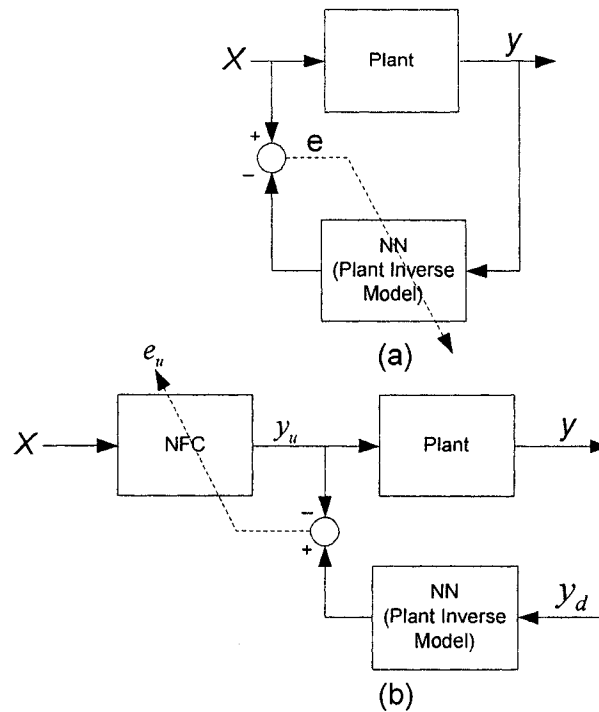 X
Plant
y
+
e
-
NN
(Plant Inverse
Model)
(a)
e_u
X
NFC
y_u
Plant
y
-
+
NN
(Plant Inverse
Model)
y_d
(b)